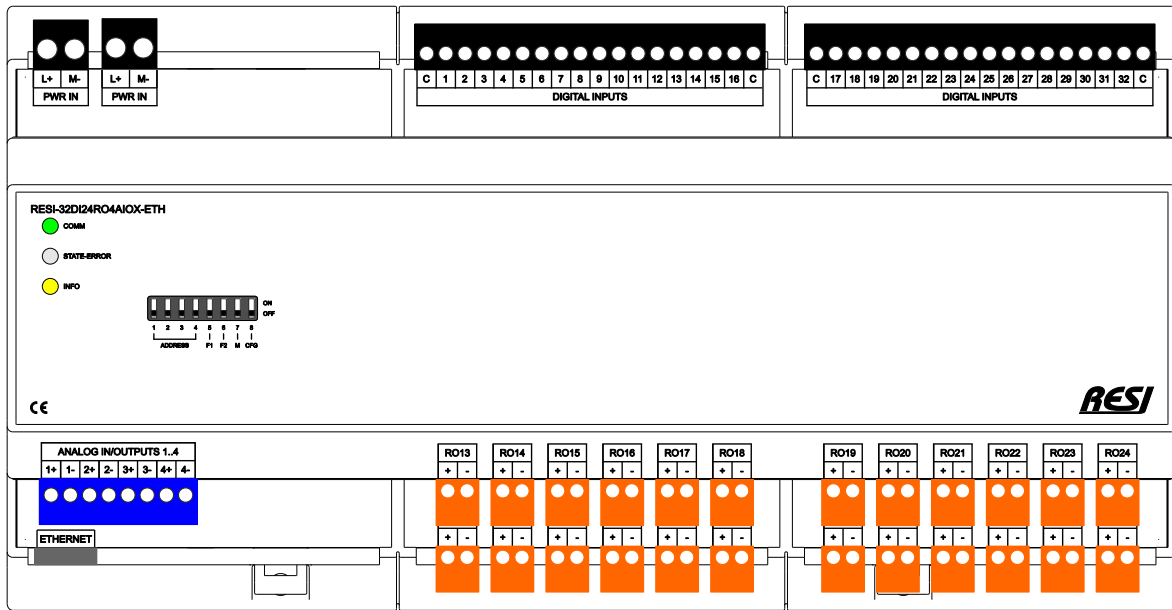 L+ M- L+ M-
PWR IN PWR IN
C 1 2 3 4 5 6 7 8 9 10 11 12 13 14 15 16 C
DIGITAL INPUTS
C 17 18 19 20 21 22 23 24 25 26 27 28 29 30 31 32 C
DIGITAL INPUTS
RESI-32DI24RO4AIOX-ETH
COMM
STATE-ERROR
INFO
ON
OFF
1 2 3 4 5 6 7 8
ADDRESS F1 F2 M CFG
CE
RESI
ANALOG IN/OUTPUTS 1..4
1+ 1- 2+ 2- 3+ 3- 4+ 4-
ETHERNET
RO13 RO14 RO15 RO16 RO17 RO18
+ - + - + - + - + - + -
+ - + - + - + - + - + -
RO19 RO20 RO21 RO22 RO23 RO24
+ - + - + - + - + - + -
+ - + - + - + - + - + -